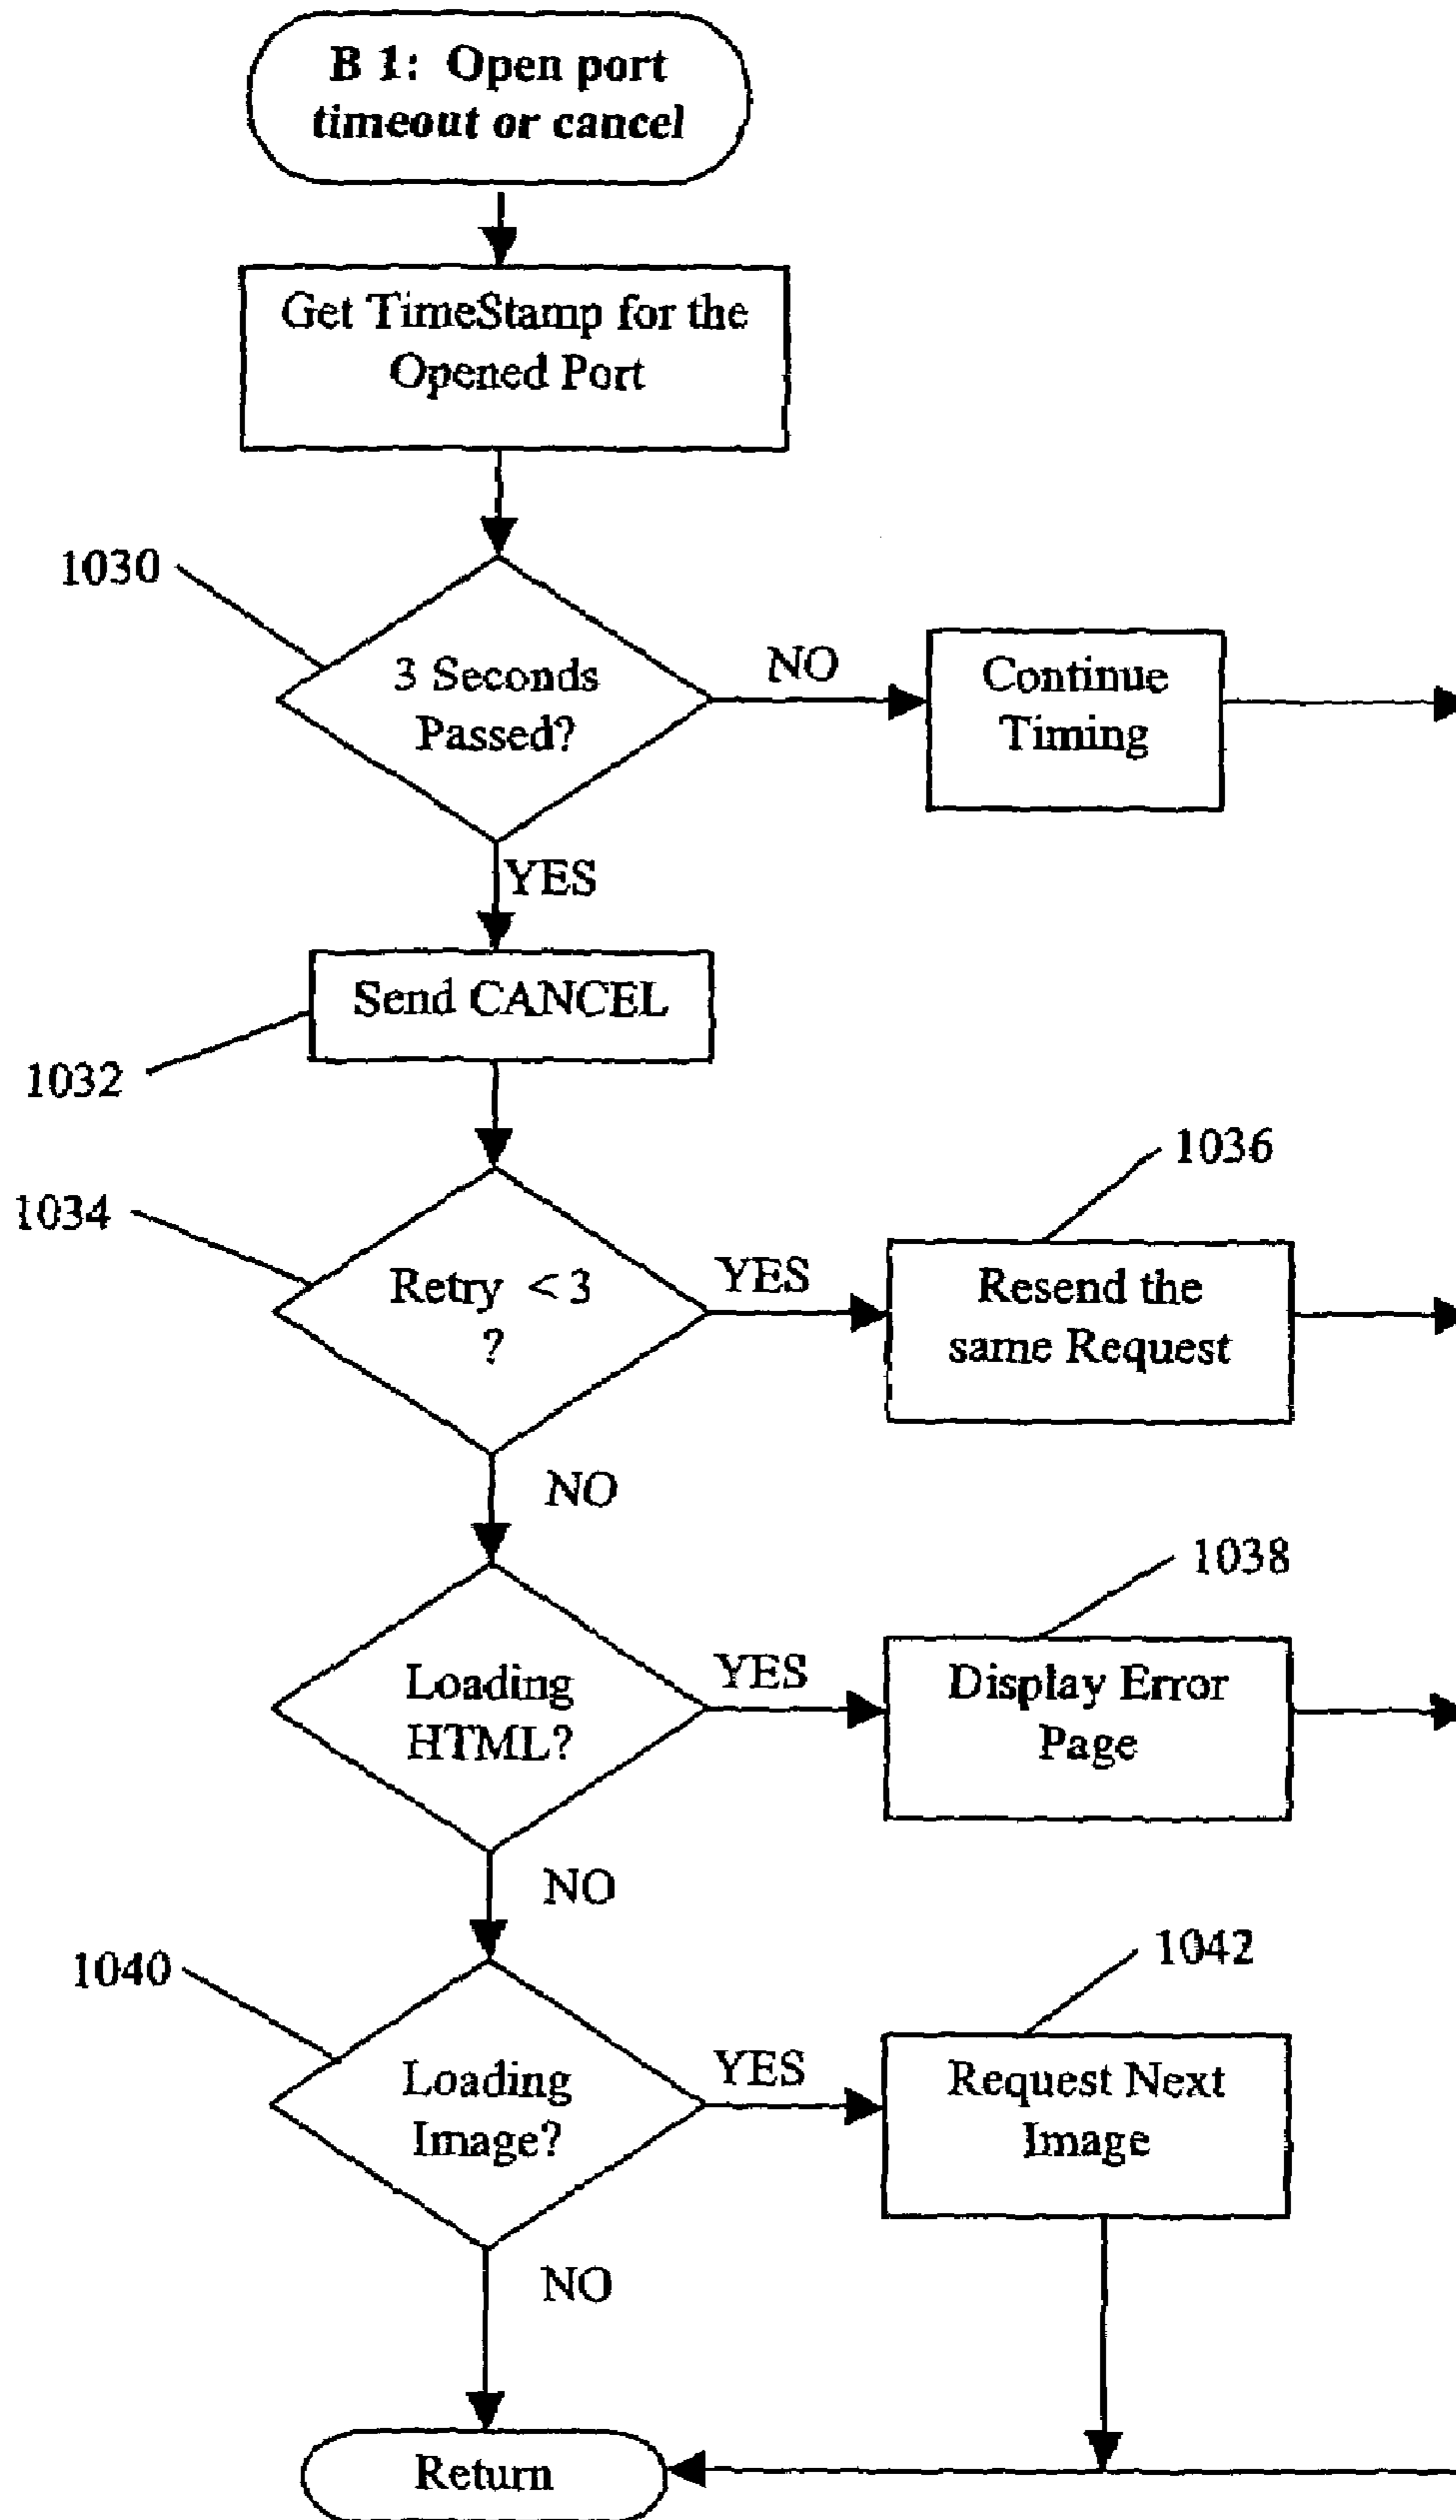 B 1: Open port
timeout or cancel
Get TimeStamp for the
Opened Port
1030
3 Seconds
Passed?
NO
Continue
Timing
YES
Send CANCEL
1032
1034
Retry < 3
?
YES
1036
Resend the
same Request
NO
Loading
HTML?
YES
1038
Display Error
Page
NO
1040
Loading
Image?
YES
1042
Request Next
Image
NO
Return